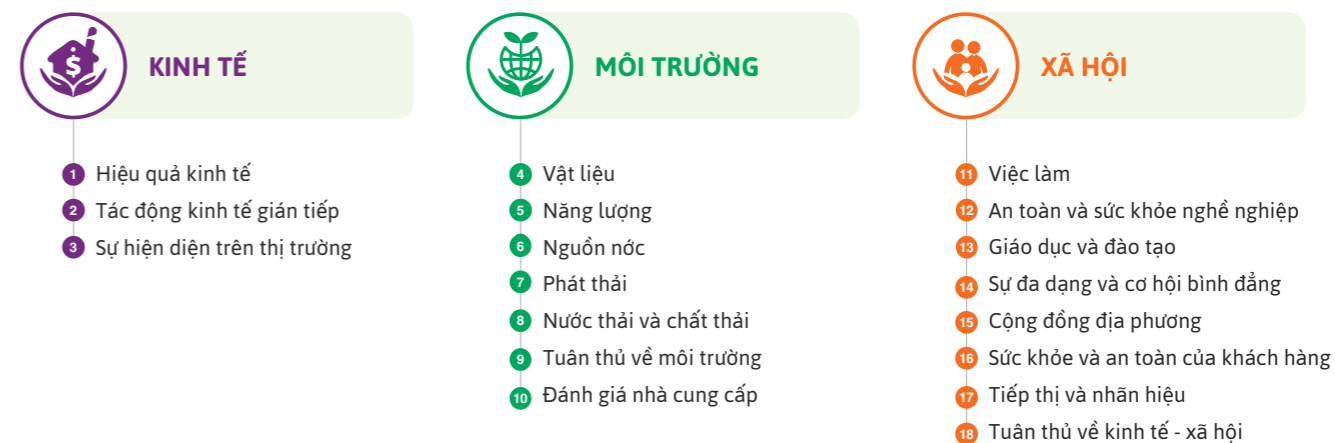 $
KINH TẾ
1 Hiệu quả kinh tế
2 Tác động kinh tế gián tiếp
3 Sự hiện diện trên thị trường
MÔI TRƯỜNG
4 Vật liệu
5 Năng lượng
6 Nguồn nớc
7 Phát thải
8 Nước thải và chất thải
9 Tuân thủ về môi trường
10 Đánh giá nhà cung cấp
XÃ HỘI
11 Việc làm
12 An toàn và sức khỏe nghề nghiệp
13 Giáo dục và đào tạo
14 Sự đa dạng và cơ hội bình đẳng
15 Cộng đồng địa phương
16 Sức khỏe và an toàn của khách hàng
17 Tiếp thị và nhãn hiệu
18 Tuân thủ về kinh tế - xã hội